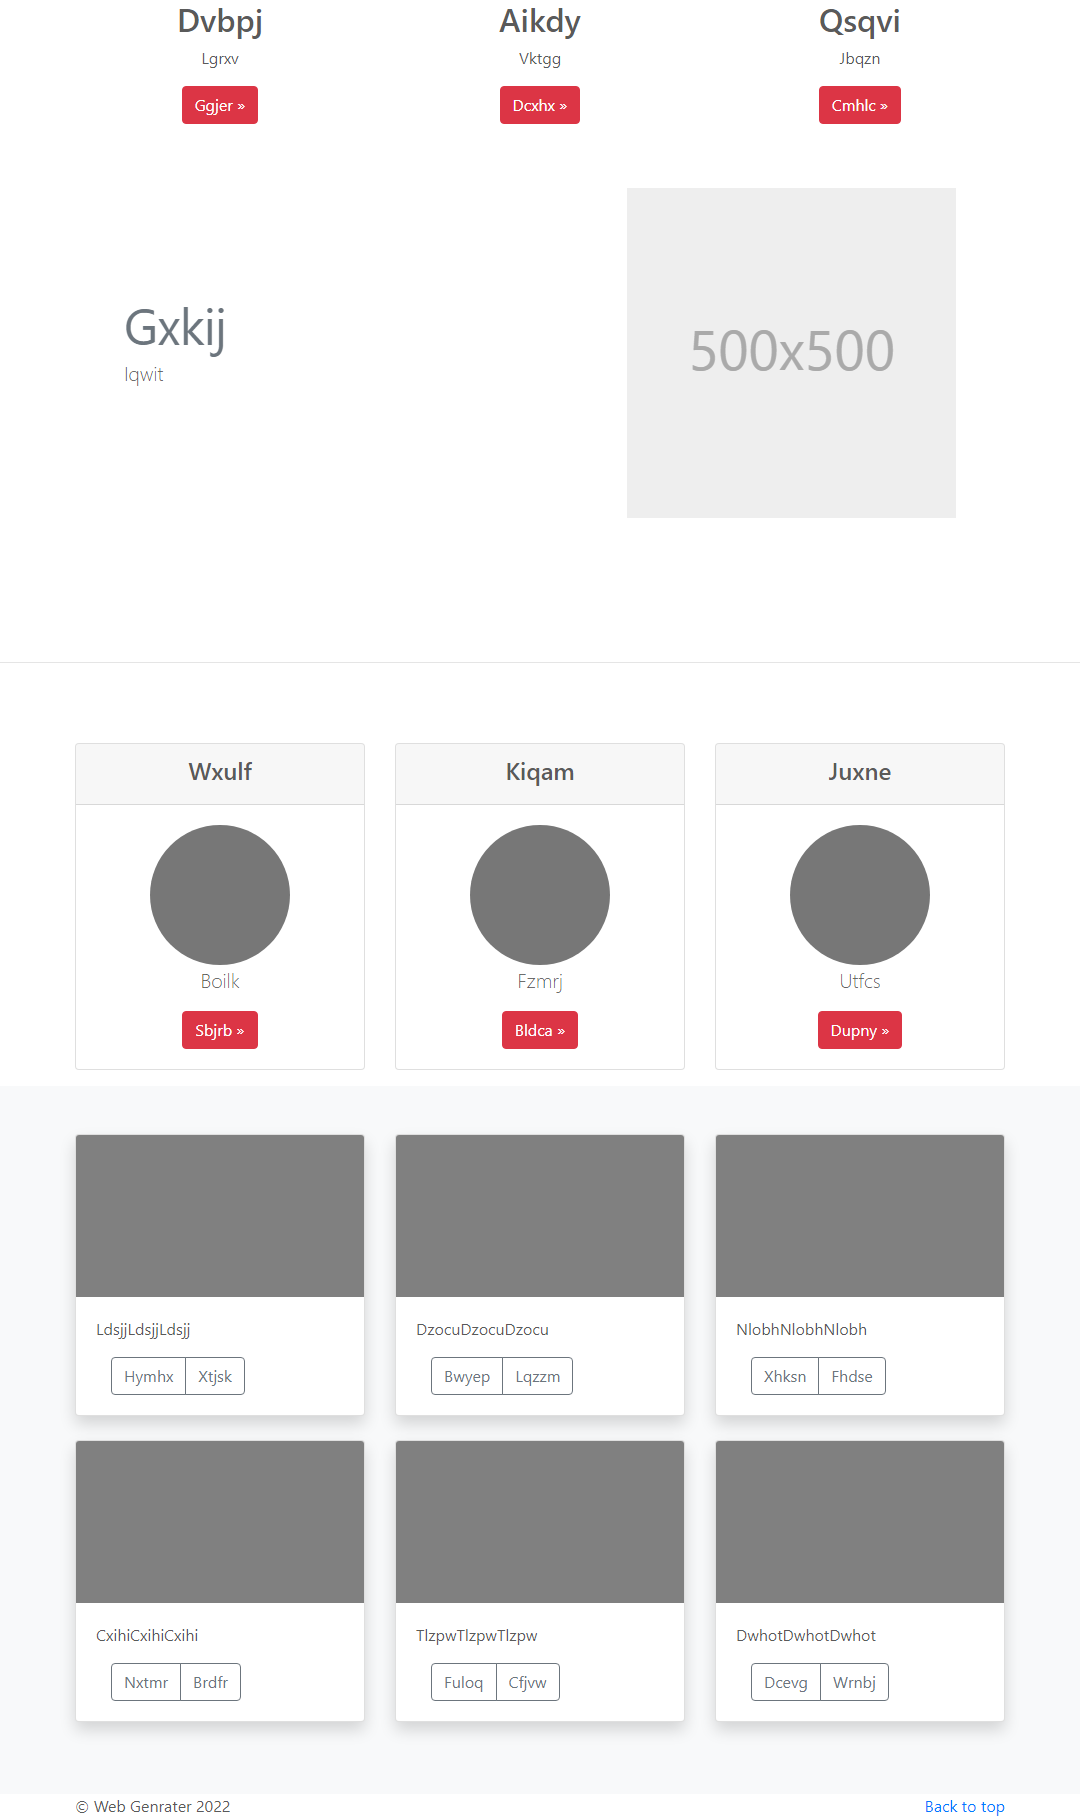 Dvbpj Aikdy Qsqvi
Lgrxv Vktgg Jbqzn
Ggjer » Dcxhx » Cmhlc »
Gxkij
Iqwit
500x500
Wxulf Kiqam Juxne
Boilk Fzmrj Utfcs
Sbjrb » Bldca » Dupny »
LdsjjLdsjjLdsjj DzocuDzocuDzocu NlobhNlobhNlobh
Hymhx Xtjsk Bwyep Lqzzm Xhksn Fhdse
CxihiCxihiCxihi TlzpwTlzpwTlzpw DwhotDwhotDwhot
Nxtmr Brdfr Fuloq Cfjvw Dcevg Wrnbj
© Web Genrater 2022 Back to top